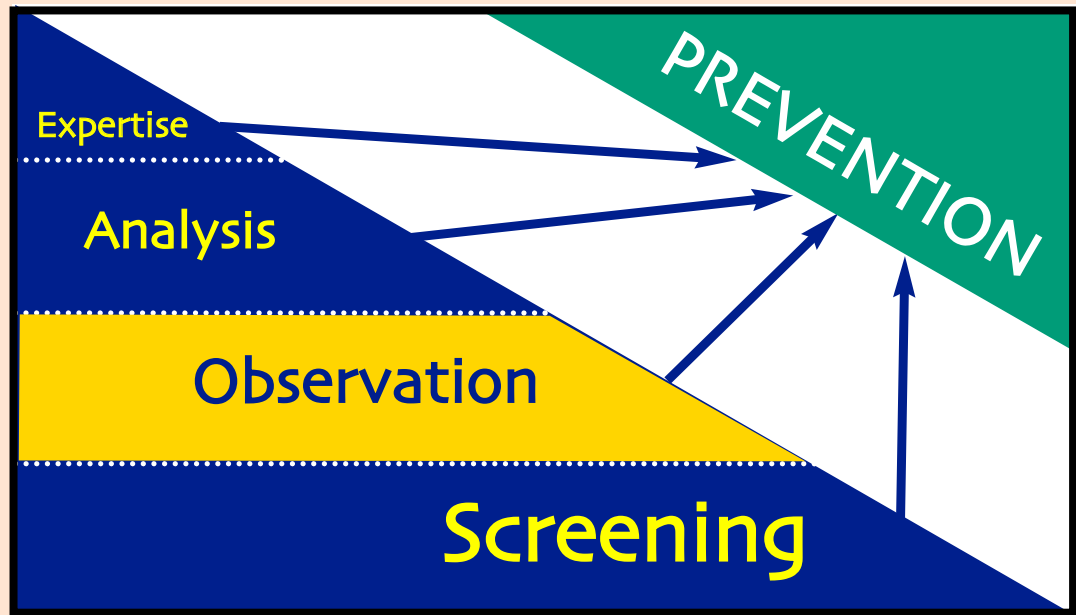 PREVENTION
Expertise
Analysis
Observation
Screening